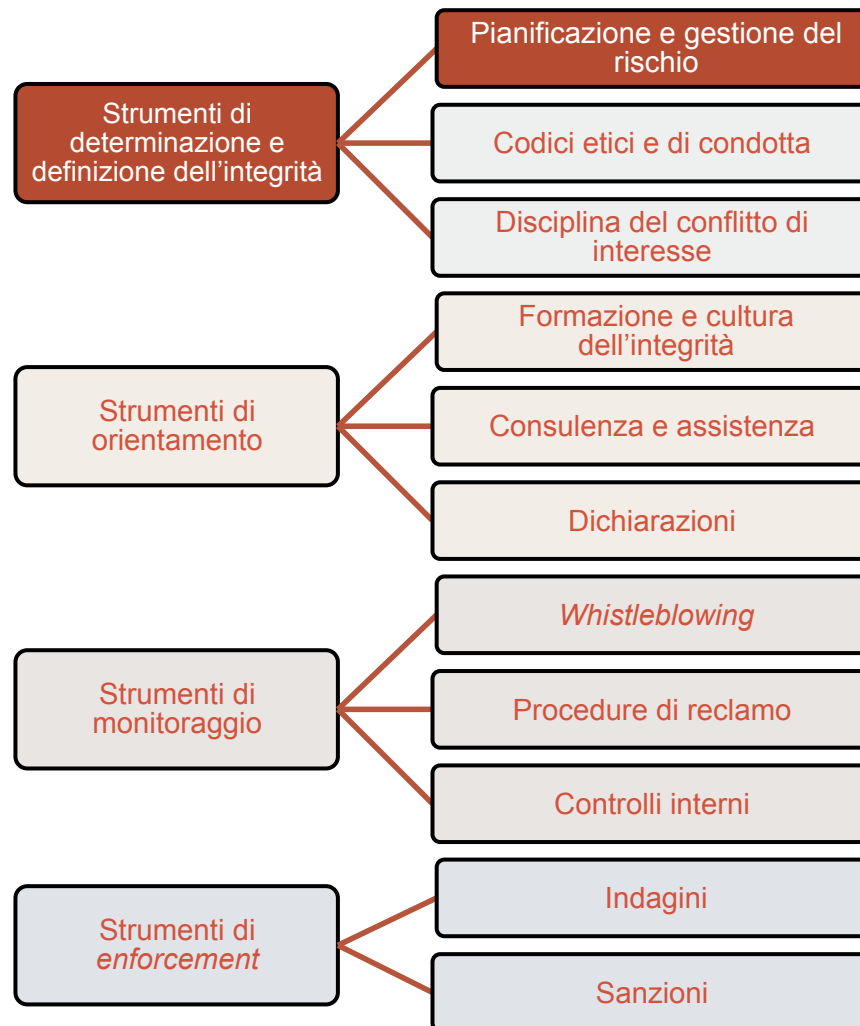 Strumenti di
determinazione e
definizione dell'integrità
Pianificazione e gestione del
rischio
Codici etici e di condotta
Disciplina del conflitto di
interesse
Strumenti di
orientamento
Formazione e cultura
dell'integrità
Consulenza e assistenza
Dichiarazioni
Strumenti di
monitoraggio
Whistleblowing
Procedure di reclamo
Controlli interni
Strumenti di
enforcement
Indagini
Sanzioni